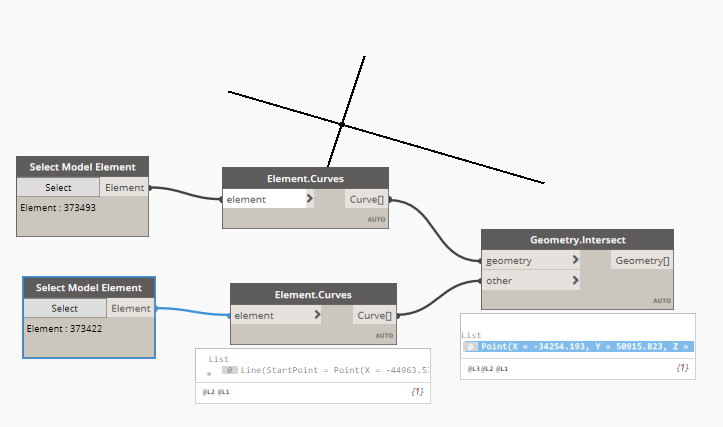 Select Model Element
Select
Element
Element : 373493
Element.Curves
element
>
Curve[]
AUTO
Select Model Element
Select
Element
Element : 373422
Element.Curves
element
>
Curve[]
AUTO
List
0 Line(StartPoint = Point(X = -44963.5
@L2 @L1
{1}
Geometry.Intersect
geometry
>
Geometry[]
other
>
AUTO
List
0 Point(X = -34254.193, Y = 50915.823, Z =
@L3 @L2 @L1
{1}